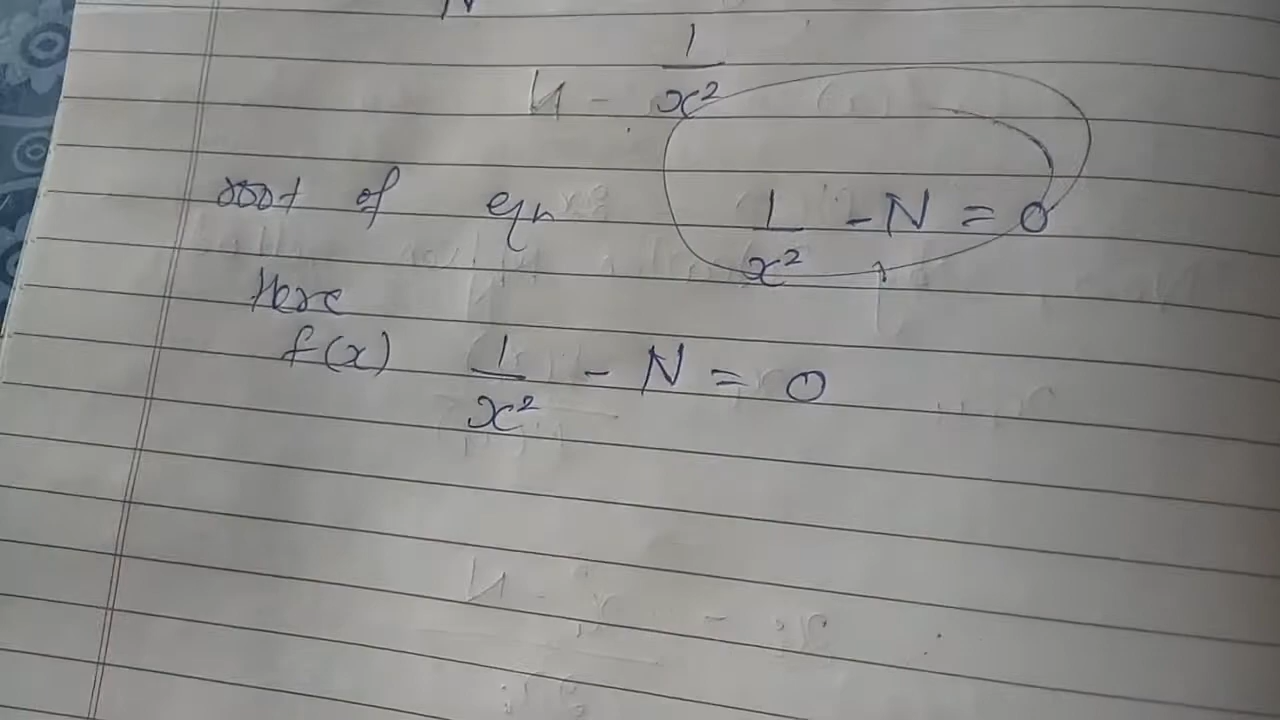 N
1/x²
root of eqn 1/x² - N = 0
Here
f(x) 1/x² - N = 0